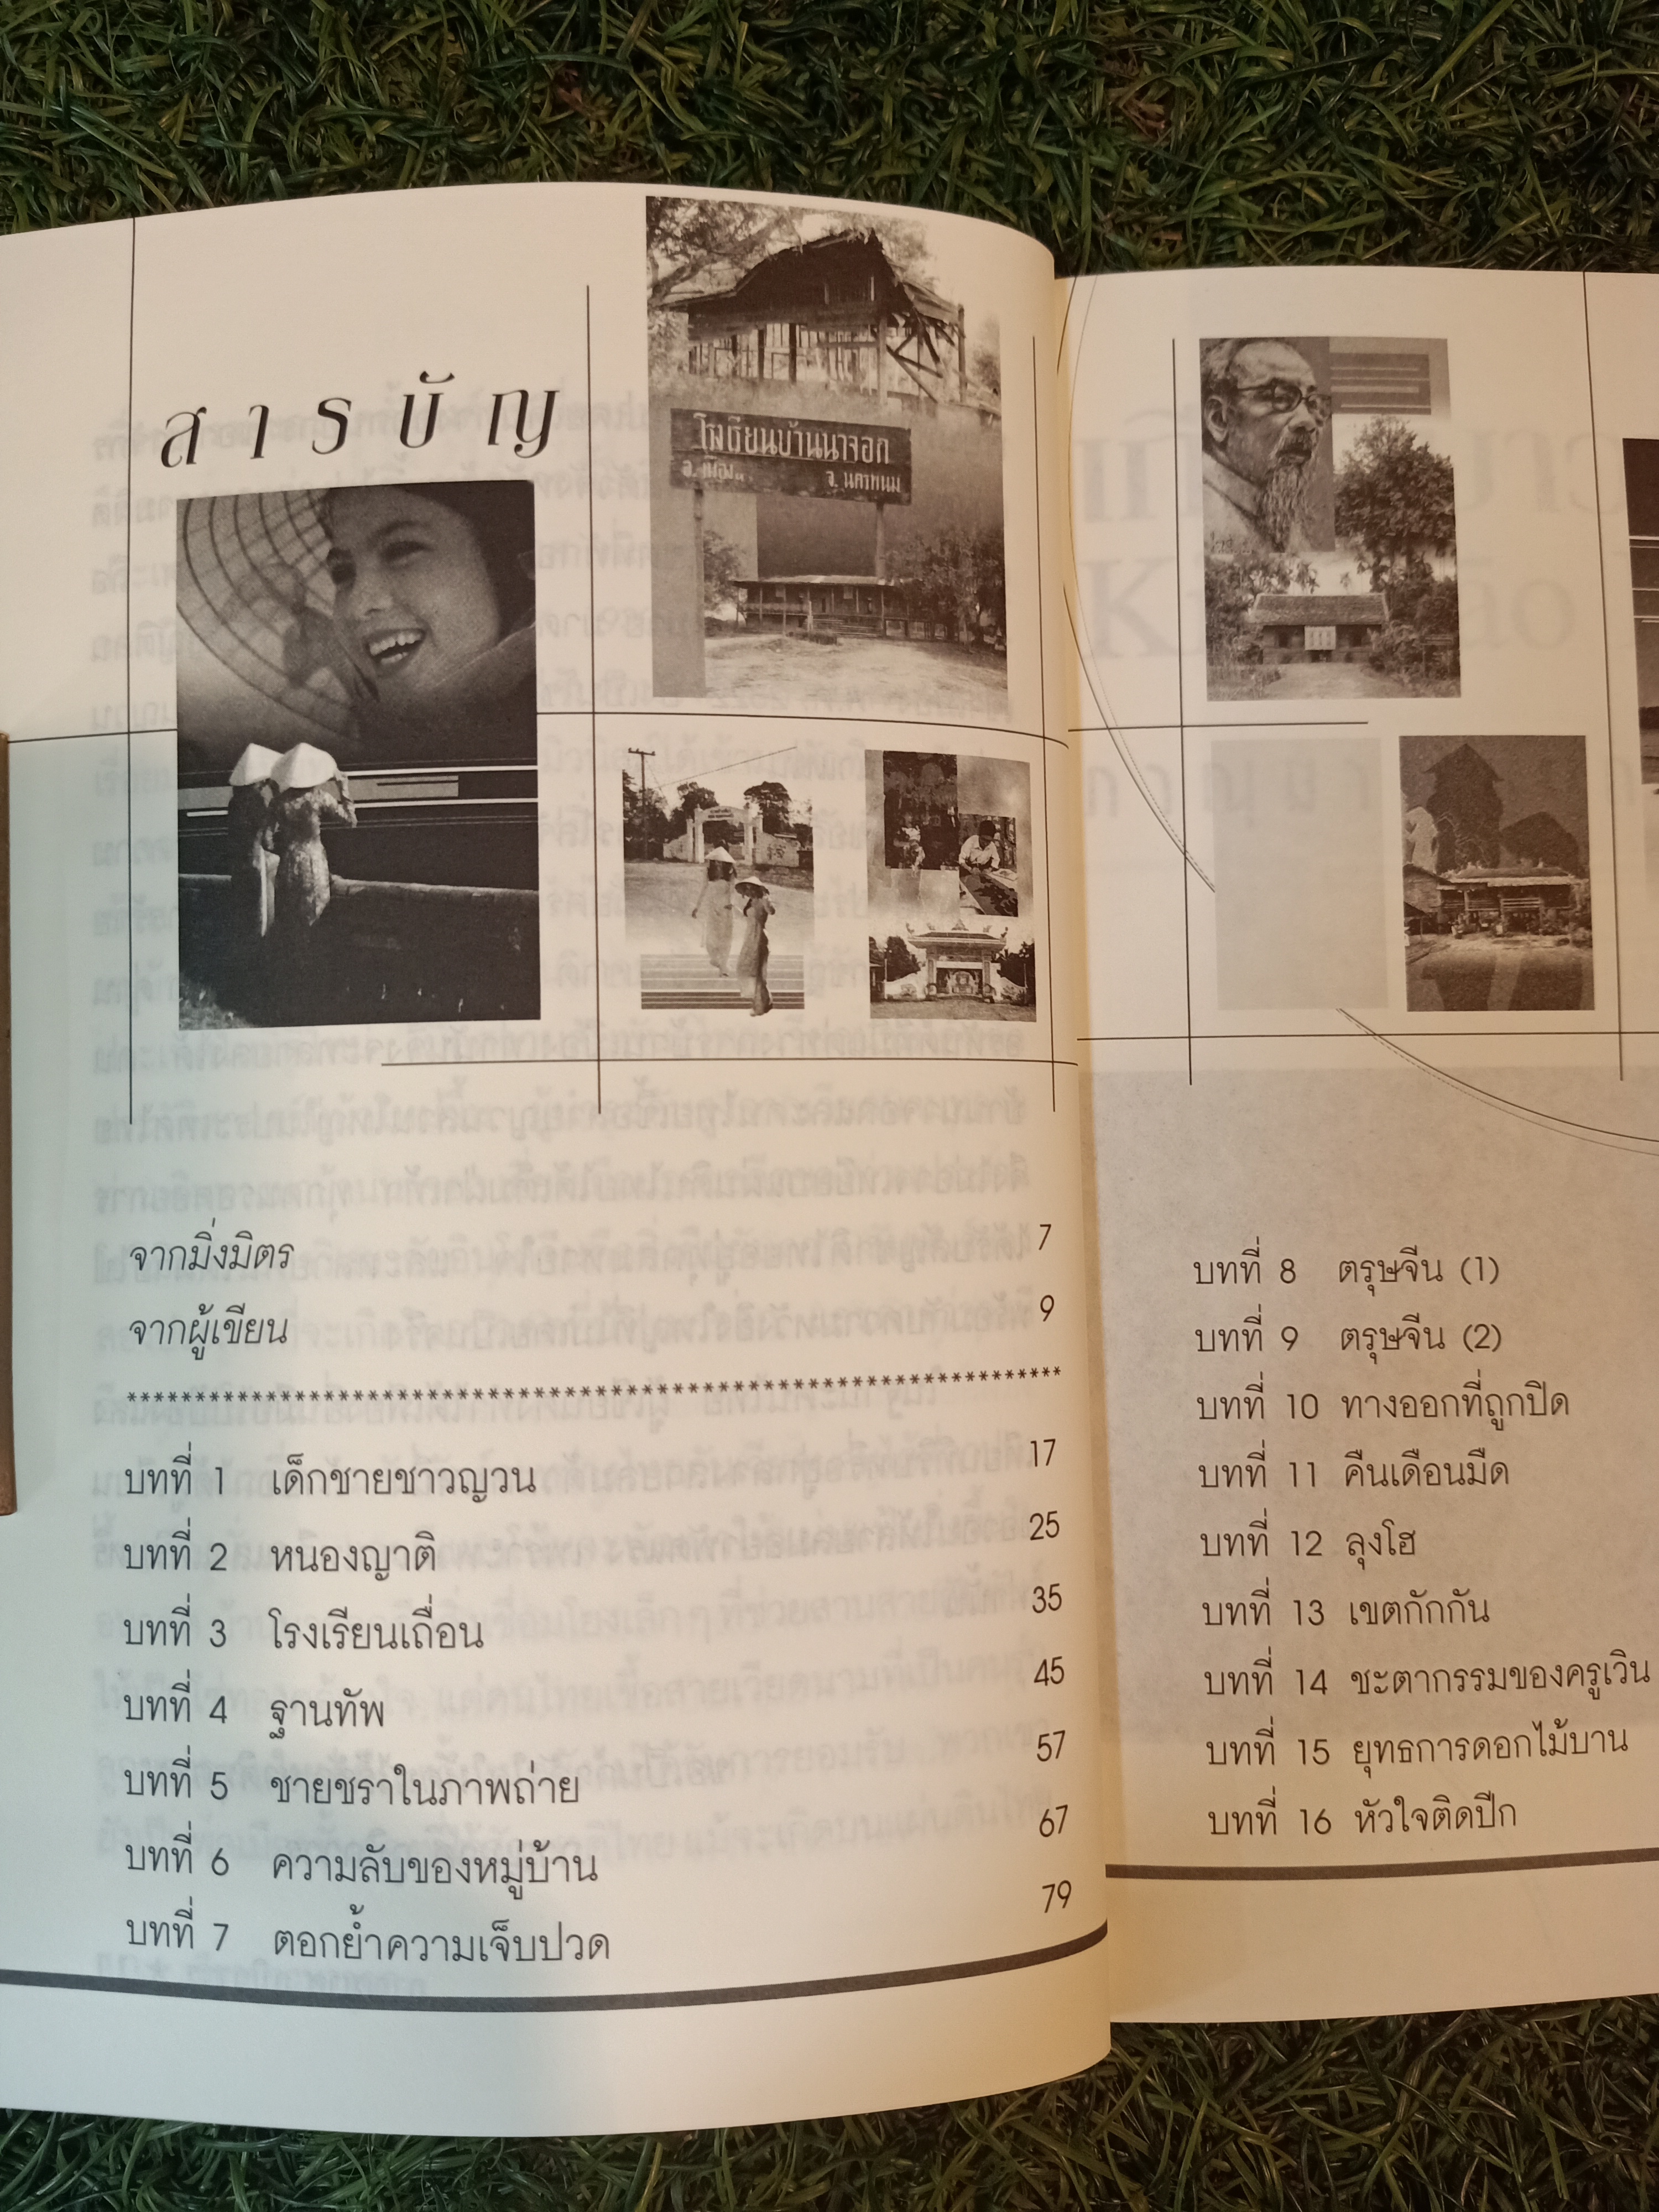 สารบัญ
โรงเรียนบ้านนาจอก
อ.เมืองฯ จ.นครพนม
จากมิ่งมิตร 7
จากผู้เขียน 9
บทที่ 1 เด็กชายชาวญวน 17
บทที่ 2 หนองญาติ 25
บทที่ 3 โรงเรียนเถื่อน 35
บทที่ 4 ฐานทัพ 45
บทที่ 5 ชายชราในภาพถ่าย 57
บทที่ 6 ความลับของหมู่บ้าน 67
บทที่ 7 ตอกย้ำความเจ็บปวด 79
บทที่ 8 ตรุษจีน (1)
บทที่ 9 ตรุษจีน (2)
บทที่ 10 ทางออกที่ถูกปิด
บทที่ 11 คืนเดือนมืด
บทที่ 12 ลุงโฮ
บทที่ 13 เขตกักกัน
บทที่ 14 ชะตากรรมของครูเวิน
บทที่ 15 ยุทธการดอกไม้บาน
บทที่ 16 หัวใจติดปีก